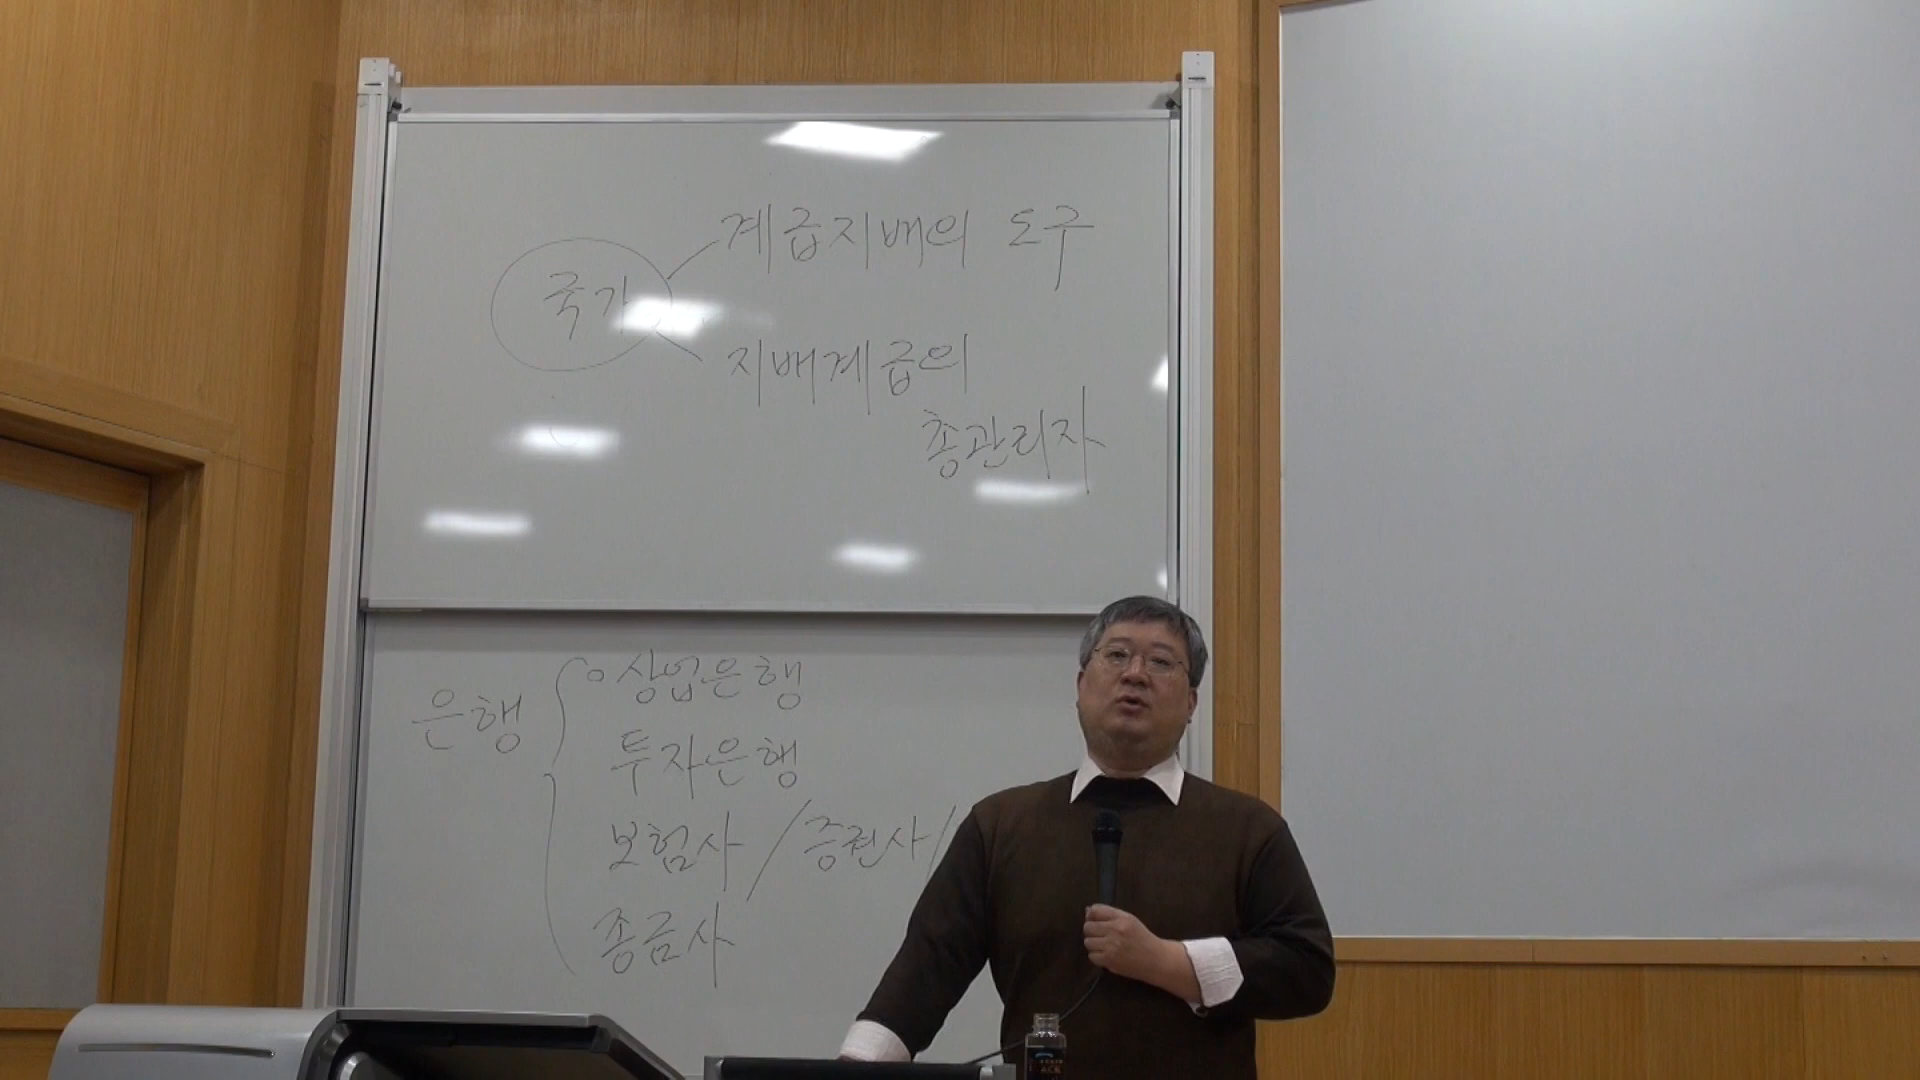 계급지배의 도구
국가
지배계급의
총관리자
은행
상업은행
투자은행
보험사 / 증권사 /
종금사